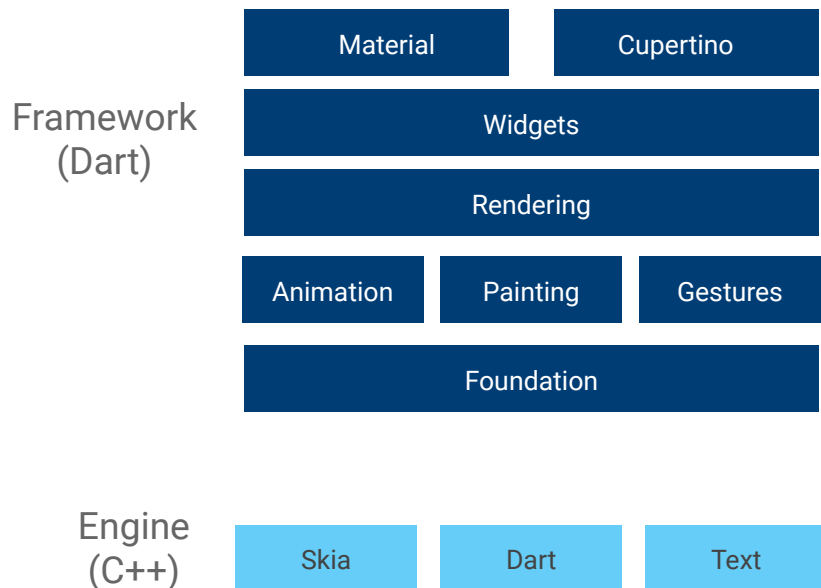 Material
Cupertino
Framework
(Dart)
Widgets
Rendering
Animation
Painting
Gestures
Foundation
Engine
(C++)
Skia
Dart
Text